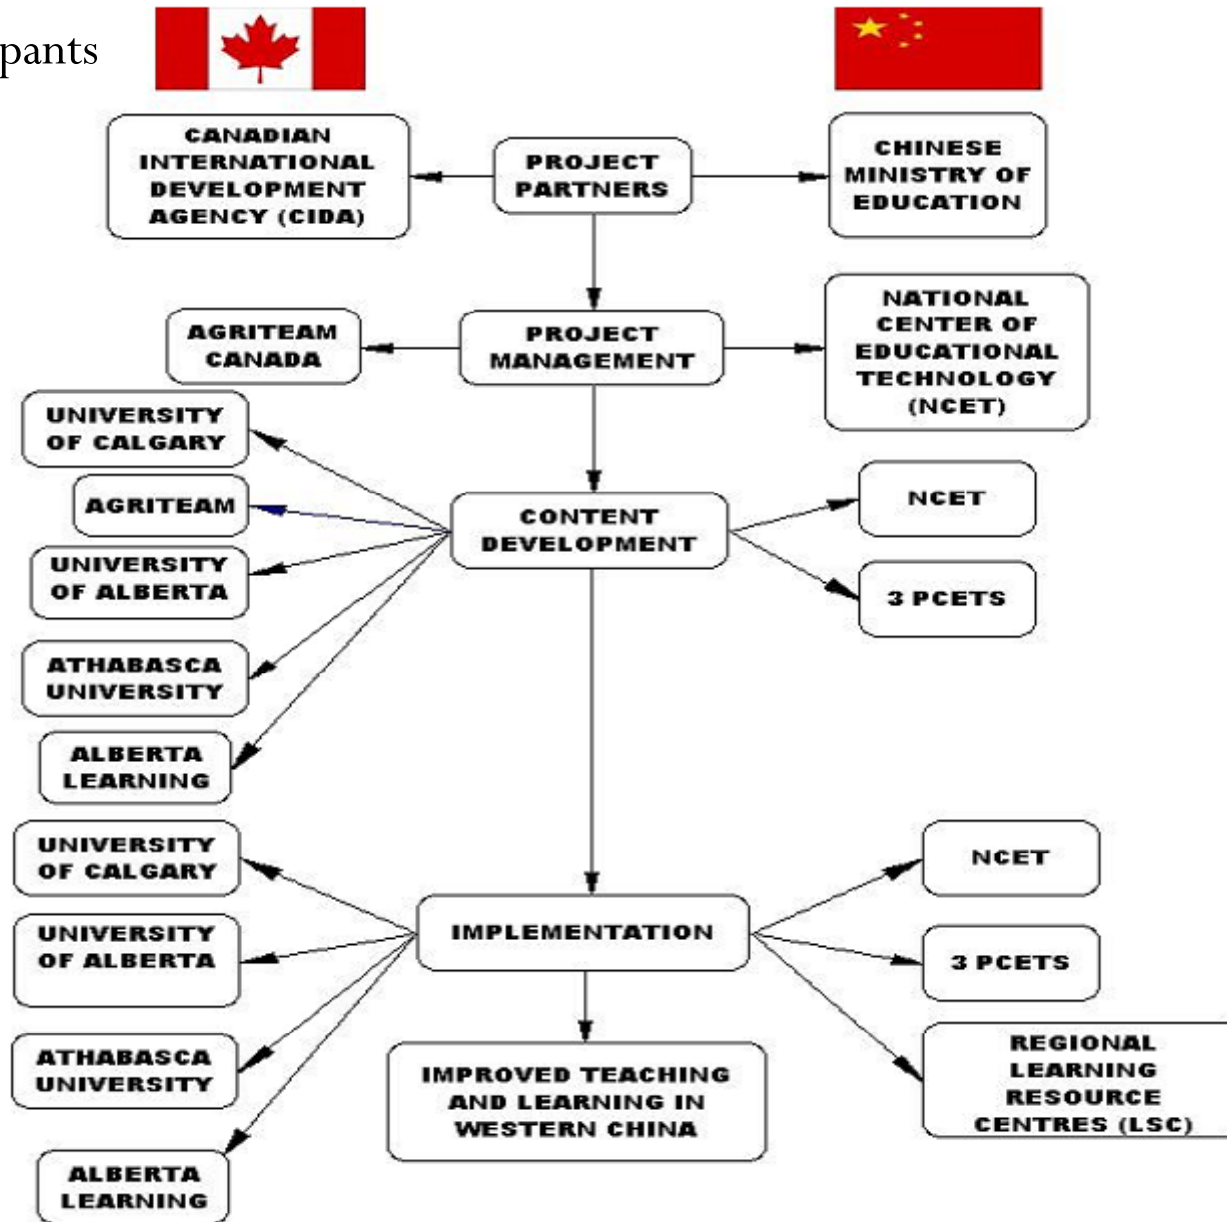 pants
CANADIAN
INTERNATIONAL
DEVELOPMENT
AGENCY (CIDA)
PROJECT
PARTNERS
CHINESE
MINISTRY OF
EDUCATION
AGRITEAM
CANADA
PROJECT
MANAGEMENT
NATIONAL
CENTER OF
EDUCATIONAL
TECHNOLOGY
(NCET)
UNIVERSITY
OF CALGARY
AGRITEAM
UNIVERSITY
OF ALBERTA
ATHABASCA
UNIVERSITY
ALBERTA
LEARNING
CONTENT
DEVELOPMENT
NCET
3 PCETS
UNIVERSITY
OF CALGARY
UNIVERSITY
OF ALBERTA
ATHABASCA
UNIVERSITY
ALBERTA
LEARNING
IMPLEMENTATION
NCET
3 PCETS
REGIONAL
LEARNING
RESOURCE
CENTRES (LSC)
IMPROVED TEACHING
AND LEARNING IN
WESTERN CHINA